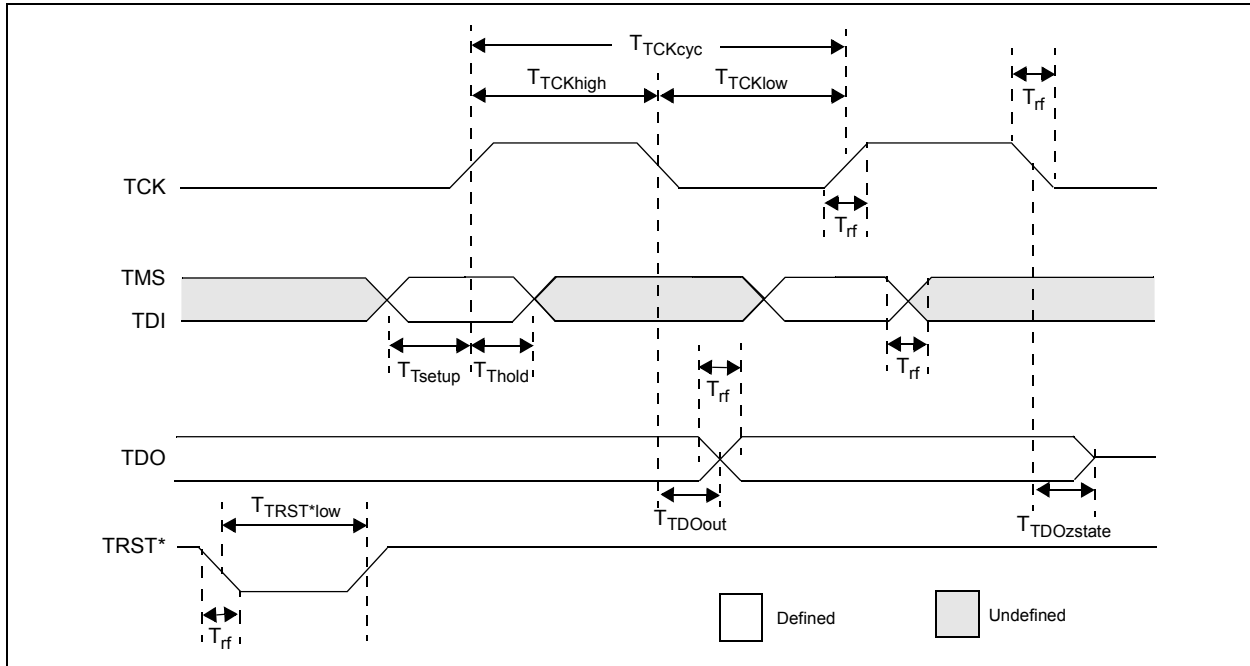 TTCKcyc
TTCKhigh
TTCKlow
Trf
TCK
Trf
TMS
TDI
TTsetup
TThold
Trf
Trf
TDO
TTDOout
TTDOzstate
TTRST*low
TRST*
Trf
Defined
Undefined